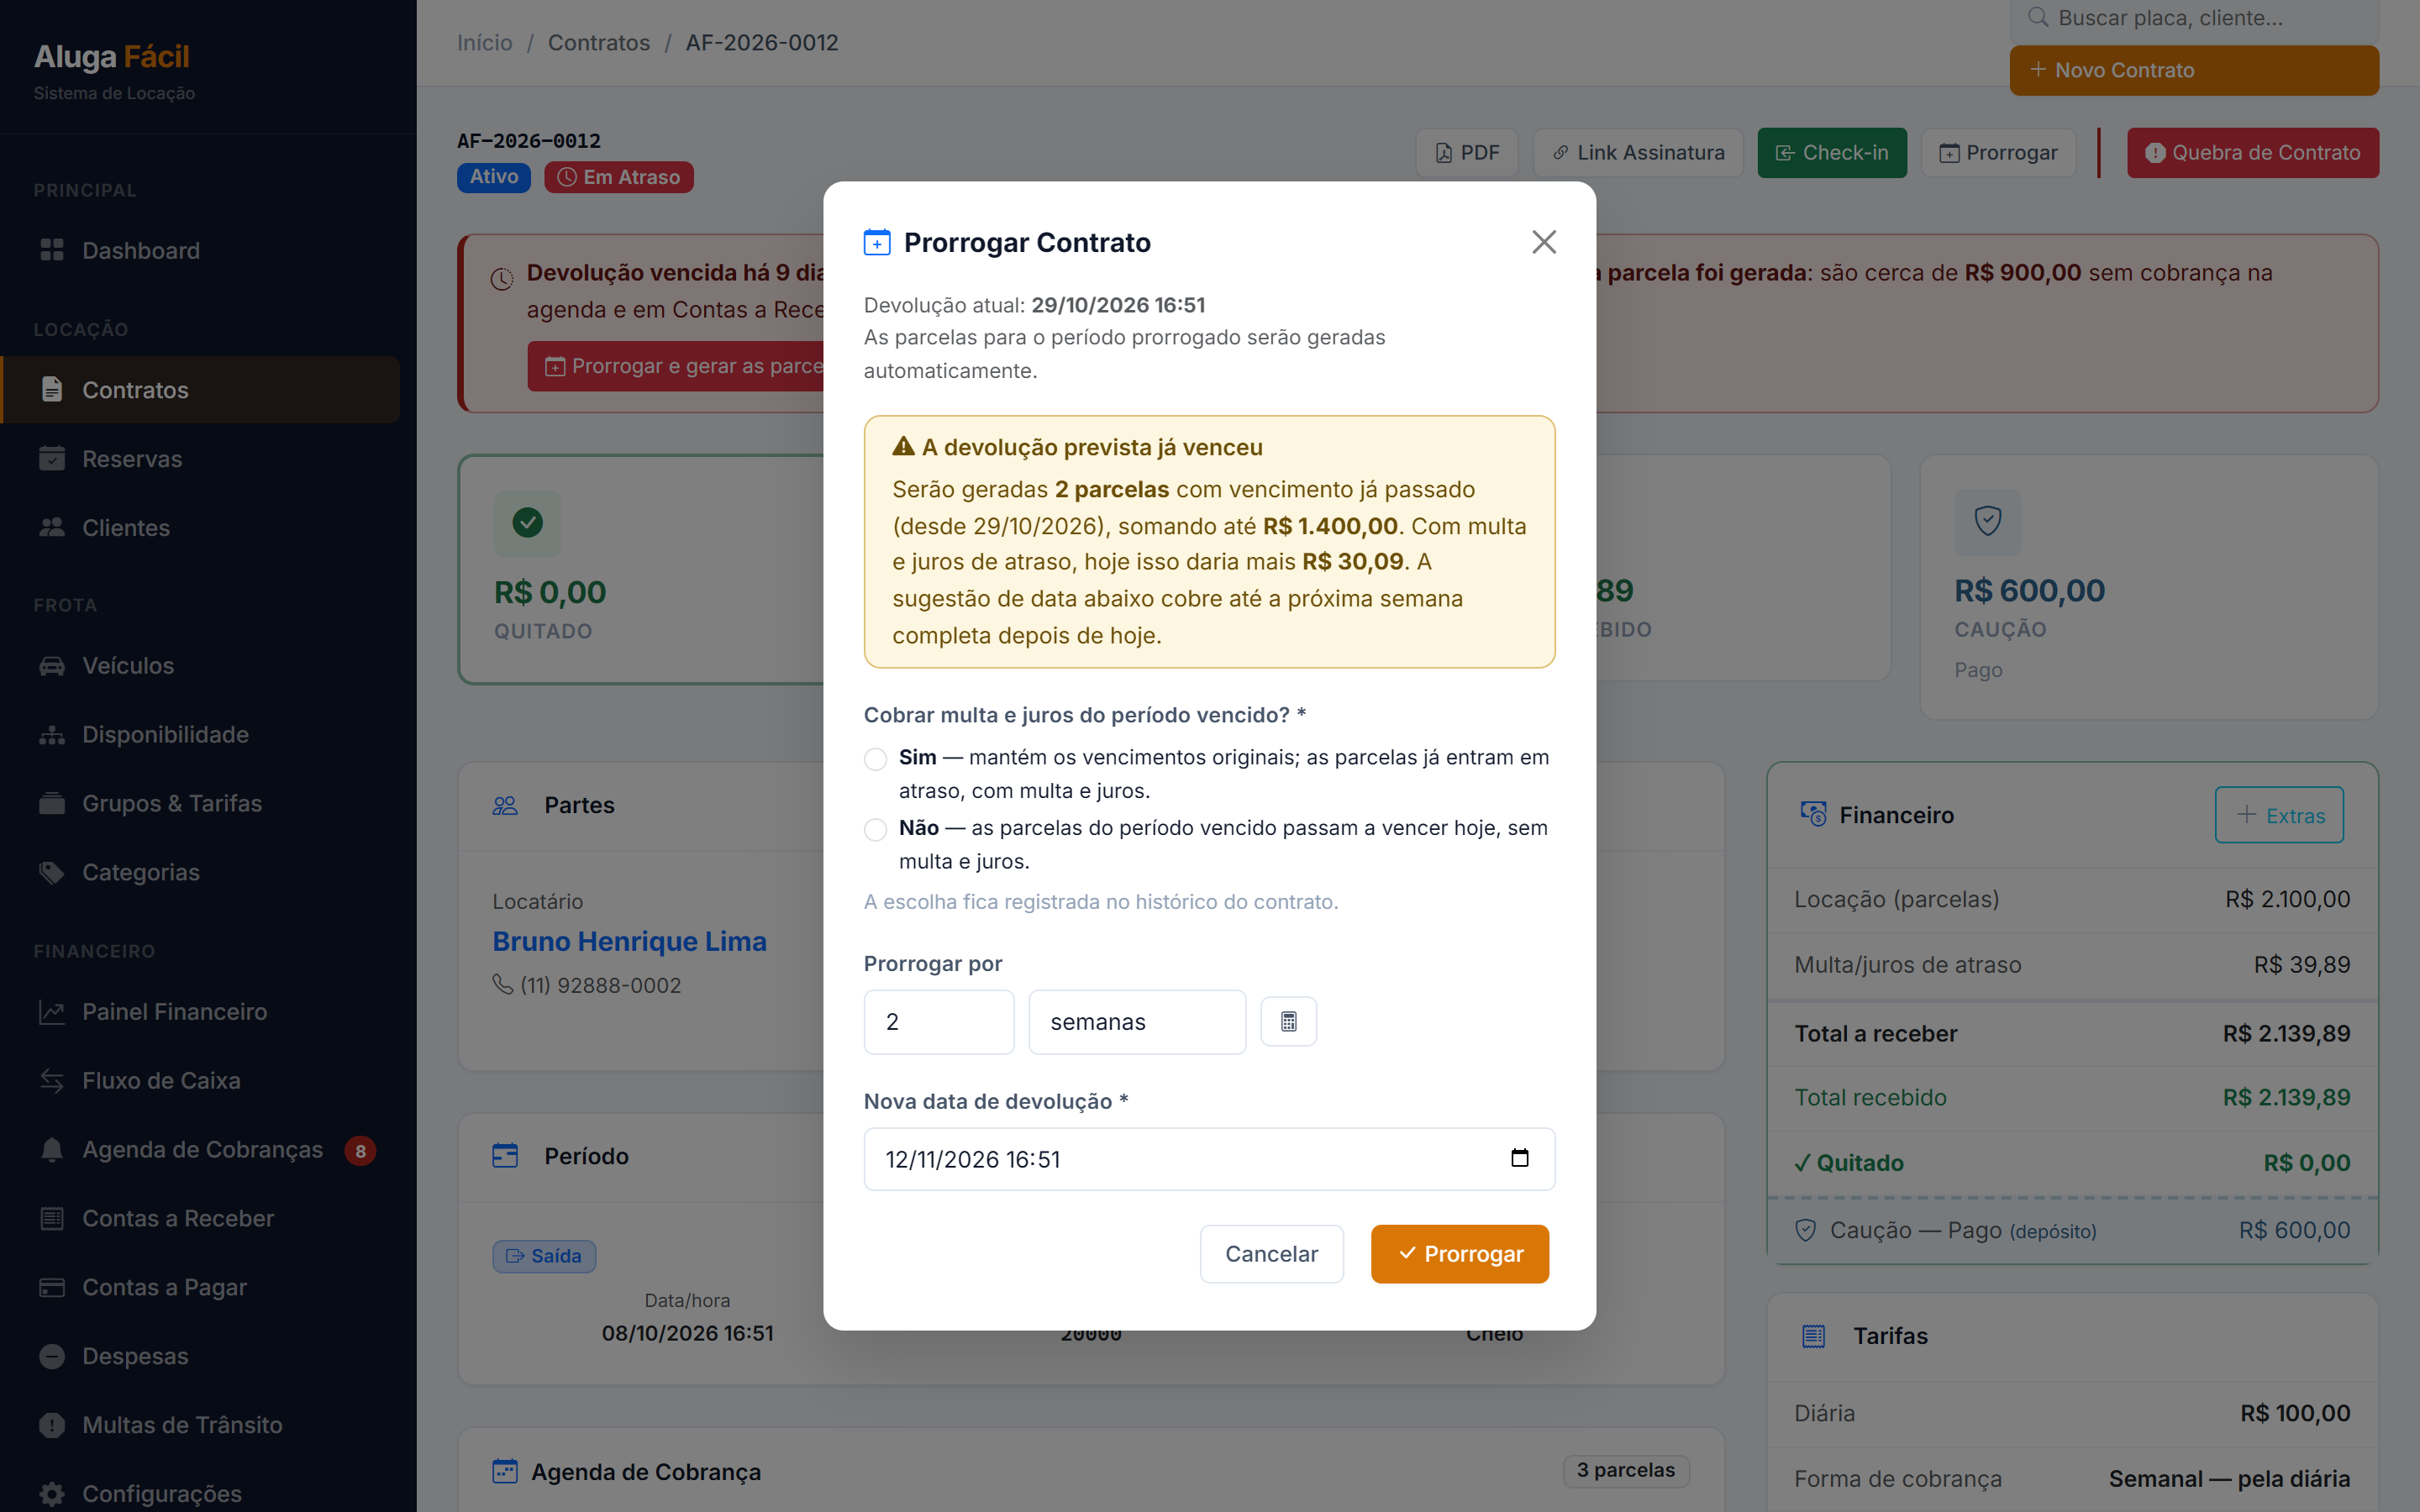 Aluga Fácil
Sistema de Locação
PRINCIPAL
Dashboard
LOCAÇÃO
Contratos
Reservas
Clientes
FROTA
Veículos
Disponibilidade
Grupos & Tarifas
Categorias
FINANCEIRO
Painel Financeiro
Fluxo de Caixa
Agenda de Cobranças 8
Contas a Receber
Contas a Pagar
Despesas
Multas de Trânsito
Configurações
Início / Contratos / AF-2026-0012
Buscar placa, cliente...
+ Novo Contrato
AF-2026-0012
Ativo Em Atraso
PDF Link Assinatura Check-in Prorrogar Quebra de Contrato
Devolução vencida há 9
parcela foi gerada: são cerca de R$ 900,00 sem cobrança na
agenda e em Contas a
Prorrogar e gerar as
R$ 0,00
QUITADO
89
R$ 600,00
CAUÇÃO
Pago
Partes
Locatário
Bruno Henrique Lima
(11) 92888-0002
Período
Saída
Data/hora
08/10/2026 16:51
20000
Cheio
Agenda de Cobrança
3 parcelas
Prorrogar Contrato
Devolução atual: 29/10/2026 16:51
As parcelas para o período prorrogado serão geradas
automaticamente.
A devolução prevista já venceu
Serão geradas 2 parcelas com vencimento já passado
(desde 29/10/2026), somando até R$ 1.400,00. Com multa
e juros de atraso, hoje isso daria mais R$ 30,09. A
sugestão de data abaixo cobre até a próxima semana
completa depois de hoje.
Cobrar multa e juros do período vencido? *
Sim — mantém os vencimentos originais; as parcelas já entram em
atraso, com multa e juros.
Não — as parcelas do período vencido passam a vencer hoje, sem
multa e juros.
A escolha fica registrada no histórico do contrato.
Prorrogar por
2 semanas
Nova data de devolução *
12/11/2026 16:51
Cancelar
Prorrogar
Financeiro
+ Extras
Locação (parcelas) R$ 2.100,00
Multa/juros de atraso R$ 39,89
Total a receber R$ 2.139,89
Total recebido R$ 2.139,89
✓ Quitado R$ 0,00
Caução — Pago (depósito) R$ 600,00
Tarifas
Diária R$ 100,00
Forma de cobrança Semanal — pela diária